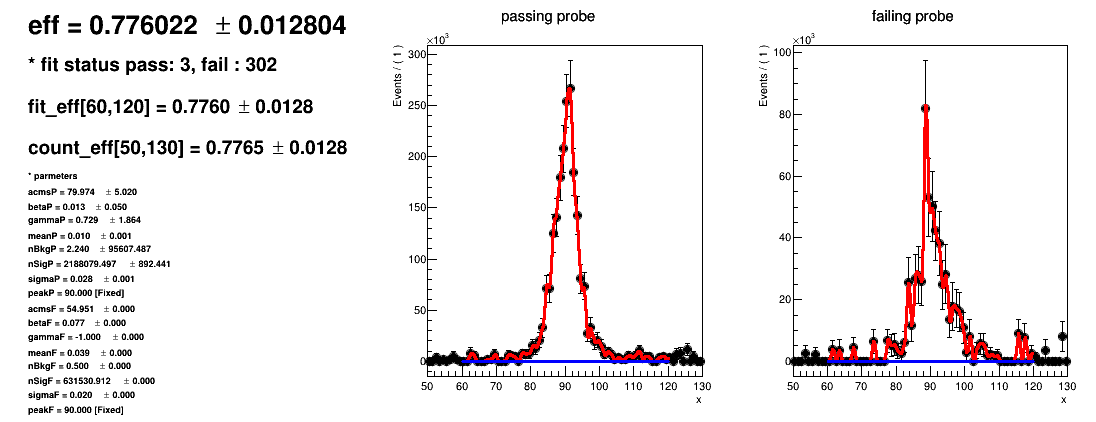 eff = 0.776022 ± 0.012804
* fit status pass: 3, fail : 302
fit_eff[60,120] = 0.7760 ± 0.0128
count_eff[50,130] = 0.7765 ± 0.0128
* parmeters
acmsP = 79.974 ± 5.020
betaP = 0.013 ± 0.050
gammaP = 0.729 ± 1.864
meanP = 0.010 ± 0.001
nBkgP = 2.240 ± 95607.487
nSigP = 2188079.497 ± 892.441
sigmaP = 0.028 ± 0.001
peakP = 90.000 [Fixed]
acmsF = 54.951 ± 0.000
betaF = 0.077 ± 0.000
gammaF = -1.000 ± 0.000
meanF = 0.039 ± 0.000
nBkgF = 0.500 ± 0.000
nSigF = 631530.912 ± 0.000
sigmaF = 0.020 ± 0.000
peakF = 90.000 [Fixed]
passing probe
×10³
Events / ( 1 )
300
250
200
150
100
50
0
50 60 70 80 90 100 110 120 130
x
failing probe
×10³
Events / ( 1 )
100
80
60
40
20
0
50 60 70 80 90 100 110 120 130
x